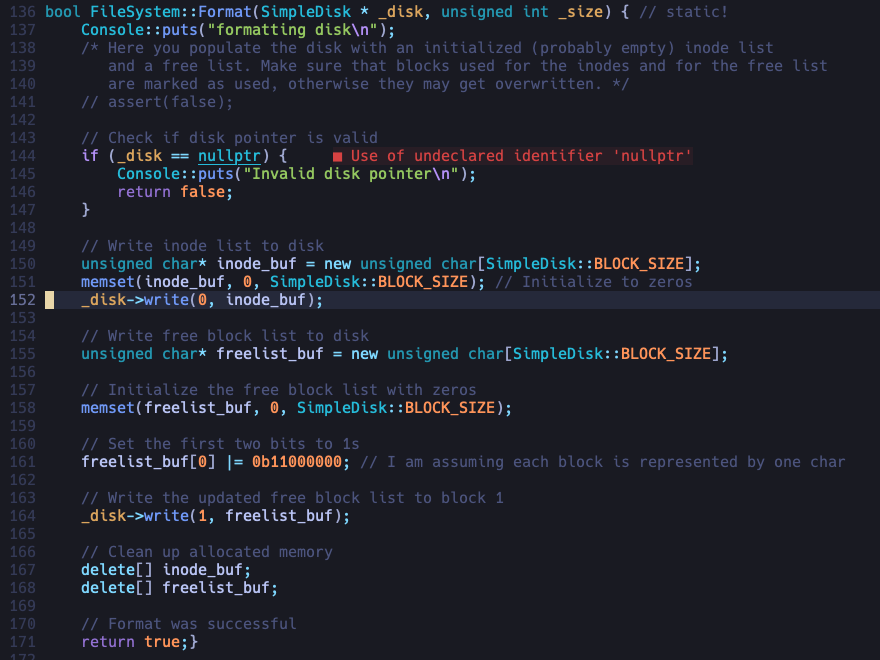 136 bool FileSystem::Format(SimpleDisk * _disk, unsigned int _size) { // static!
137     Console::puts("formatting disk\n");
138     /* Here you populate the disk with an initialized (probably empty) inode list
139        and a free list. Make sure that blocks used for the inodes and for the free list
140        are marked as used, otherwise they may get overwritten. */
141     // assert(false);
142
143     // Check if disk pointer is valid
144     if (_disk == nullptr) {     ■ Use of undeclared identifier 'nullptr'
145         Console::puts("Invalid disk pointer\n");
146         return false;
147     }
148
149     // Write inode list to disk
150     unsigned char* inode_buf = new unsigned char[SimpleDisk::BLOCK_SIZE];
151     memset(inode_buf, 0, SimpleDisk::BLOCK_SIZE); // Initialize to zeros
152     _disk->write(0, inode_buf);
153
154     // Write free block list to disk
155     unsigned char* freelist_buf = new unsigned char[SimpleDisk::BLOCK_SIZE];
156
157     // Initialize the free block list with zeros
158     memset(freelist_buf, 0, SimpleDisk::BLOCK_SIZE);
159
160     // Set the first two bits to 1s
161     freelist_buf[0] |= 0b11000000; // I am assuming each block is represented by one char
162
163     // Write the updated free block list to block 1
164     _disk->write(1, freelist_buf);
165
166     // Clean up allocated memory
167     delete[] inode_buf;
168     delete[] freelist_buf;
169
170     // Format was successful
171     return true;}
172